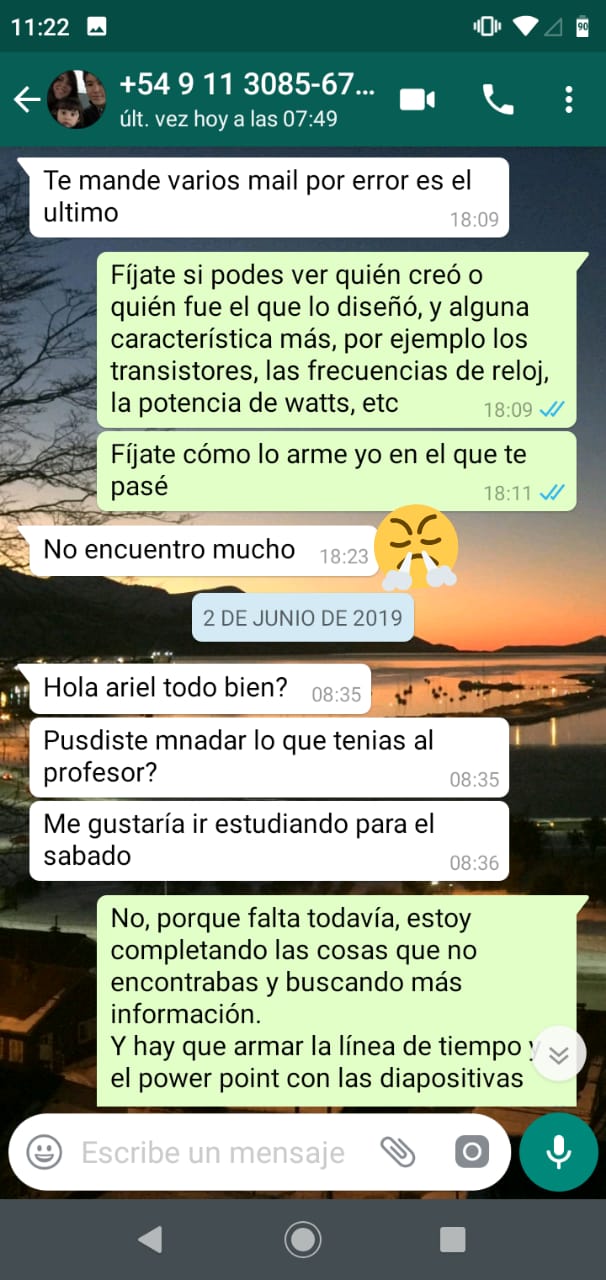 11:22
90
+54 9 11 3085-67...
últ. vez hoy a las 07:49
Te mande varios mail por error es el
ultimo
18:09
Fíjate si podes ver quién creó o
quién fue el que lo diseñó, y alguna
característica más, por ejemplo los
transistores, las frecuencias de reloj,
la potencia de watts, etc
18:09
Fíjate cómo lo arme yo en el que te
pasé
18:11
No encuentro mucho
18:23
2 DE JUNIO DE 2019
Hola ariel todo bien?
08:35
Pusdiste mnadar lo que tenias al
profesor?
08:35
Me gustaría ir estudiando para el
sabado
08:36
No, porque falta todavía, estoy
completando las cosas que no
encontrabas y buscando más
información.
Y hay que armar la línea de tiempo y
el power point con las diapositivas
Escribe un mensaje